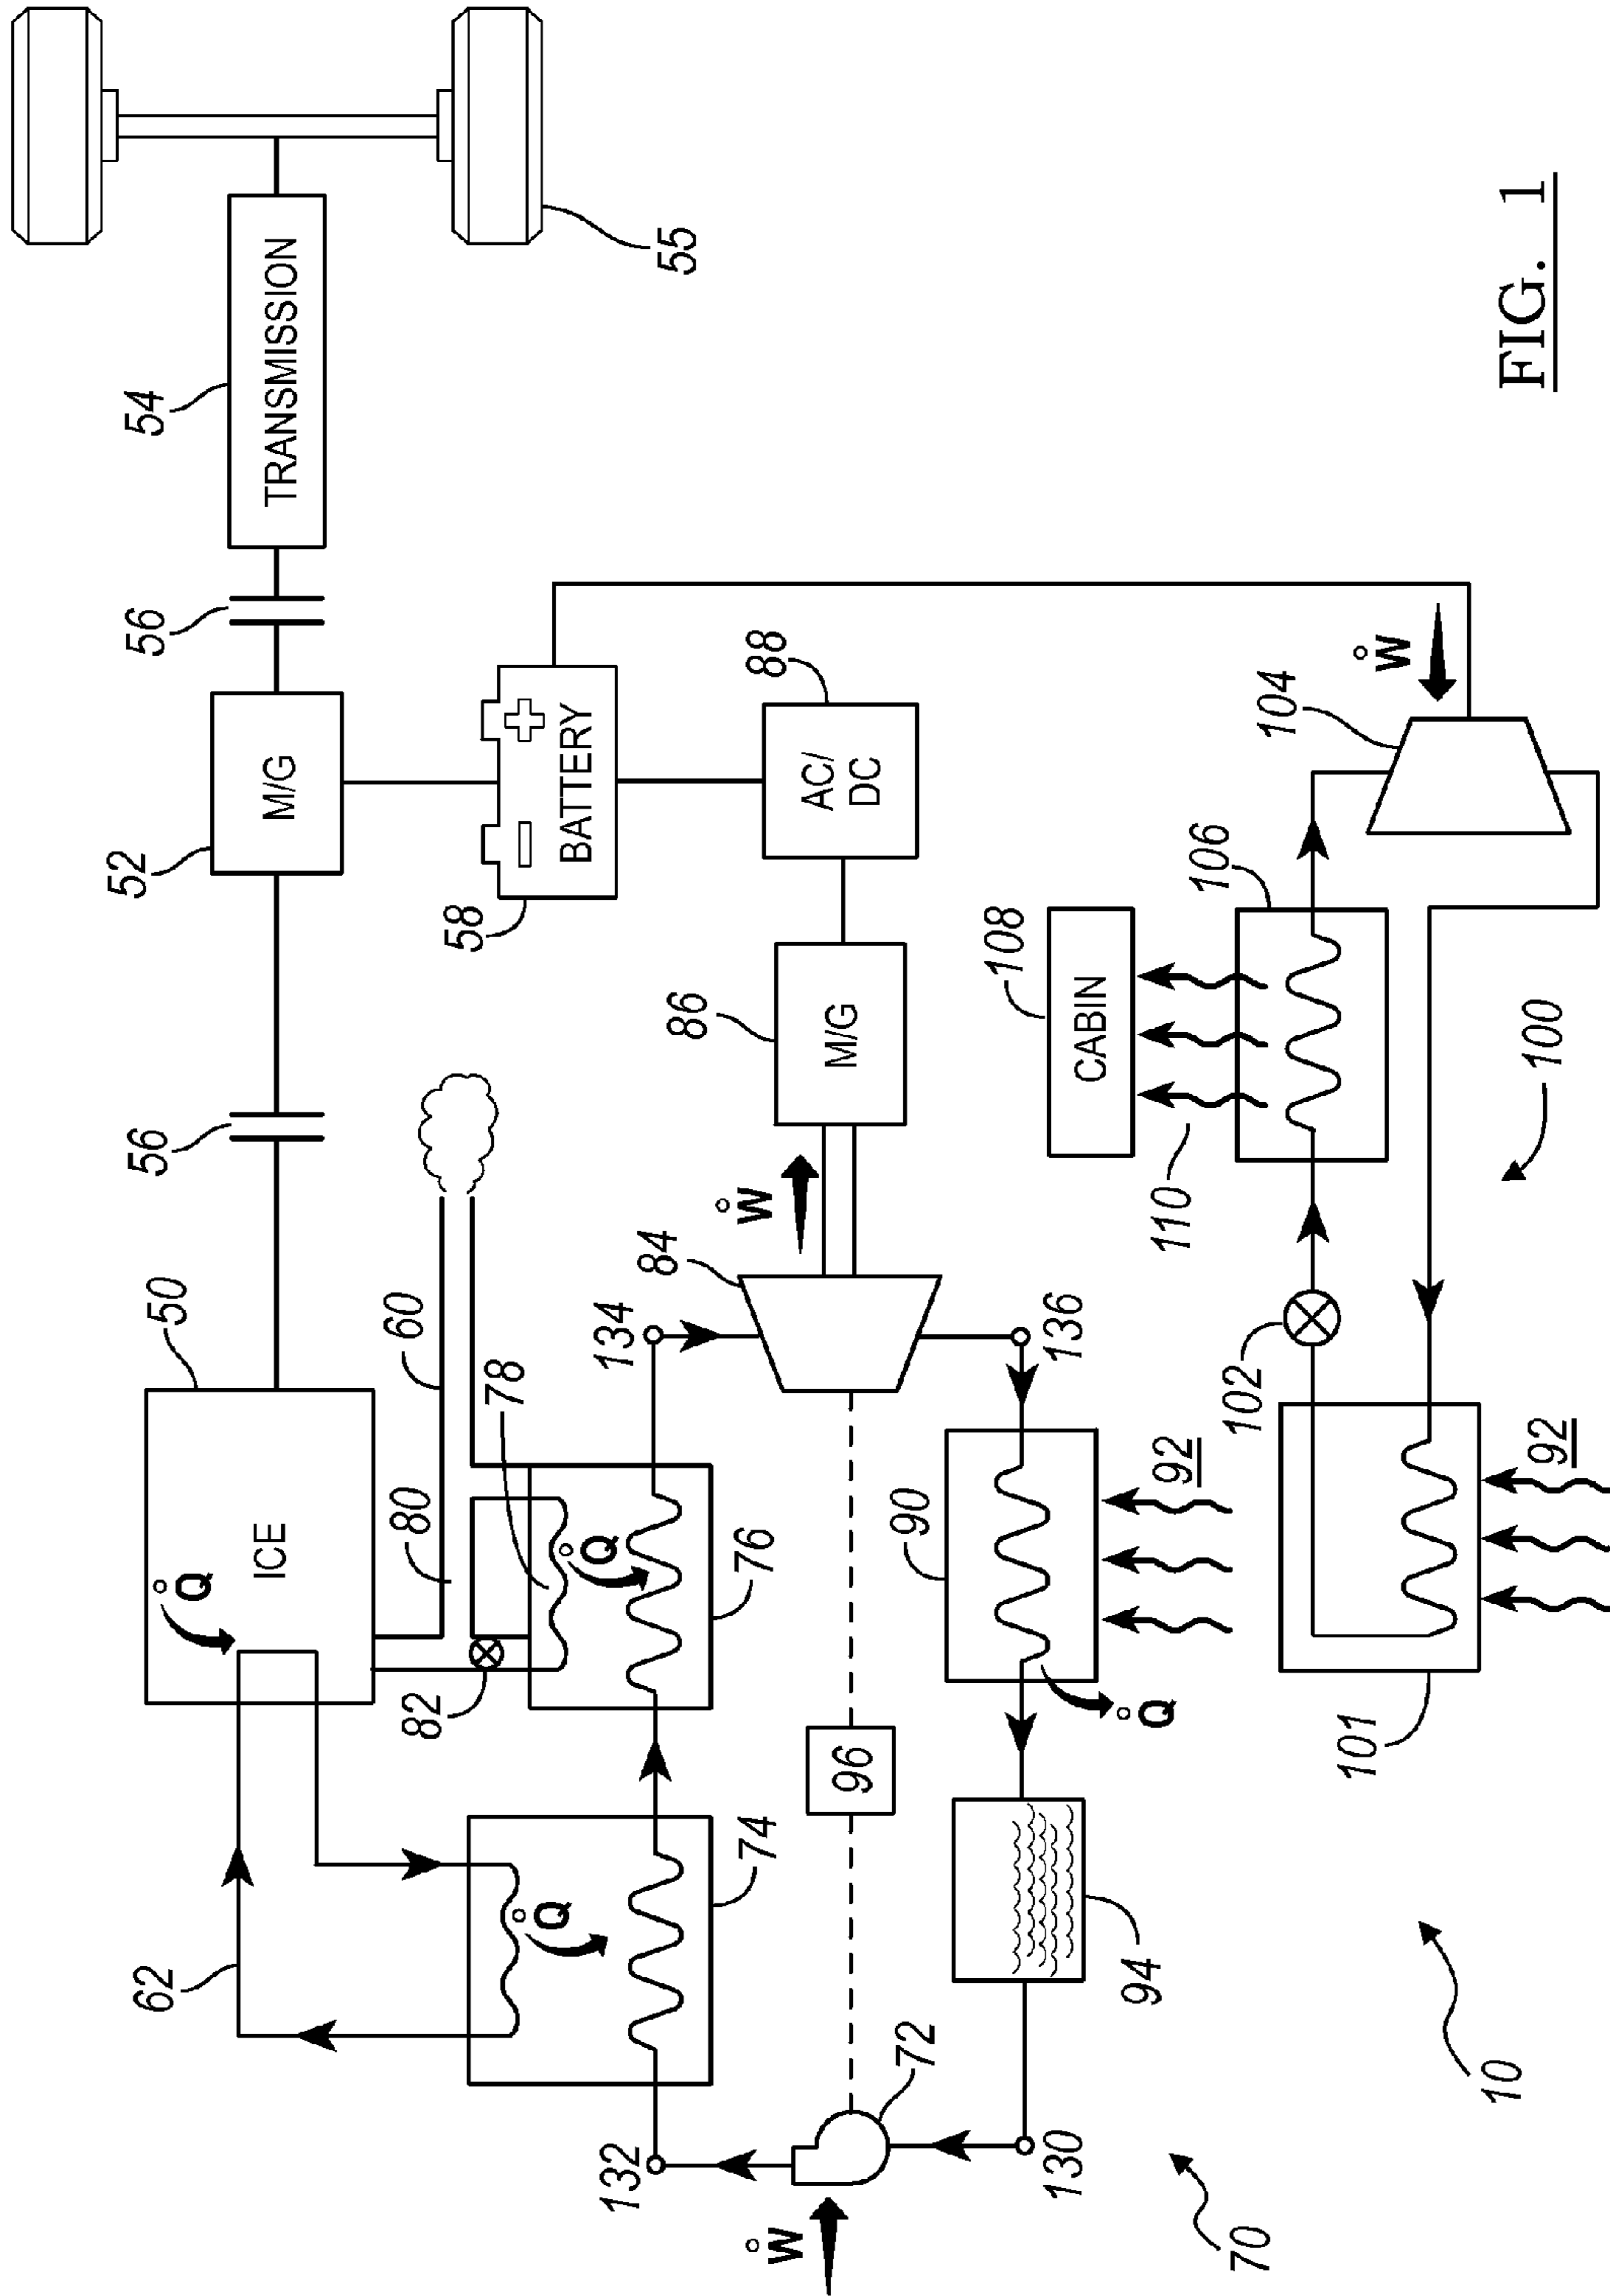 50
56
52
56
54
TRANSMISSION
55
Q
ICE
M/G
62
82
80
78
60
58
BATTERY
Q
Q
74
76
134
132
W
72
96
84
W
86
M/G
88
AC/
DC
130
94
90
Q
92
136
70
10
101
92
102
110
108
CABIN
106
104
W
100
FIG. 1